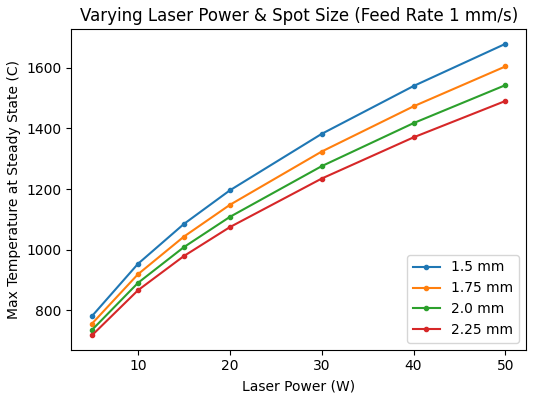 Varying Laser Power & Spot Size (Feed Rate 1 mm/s)
Max Temperature at Steady State (C)
1600
1400
1200
1000
800
1.5 mm
1.75 mm
2.0 mm
2.25 mm
10 20 30 40 50
Laser Power (W)